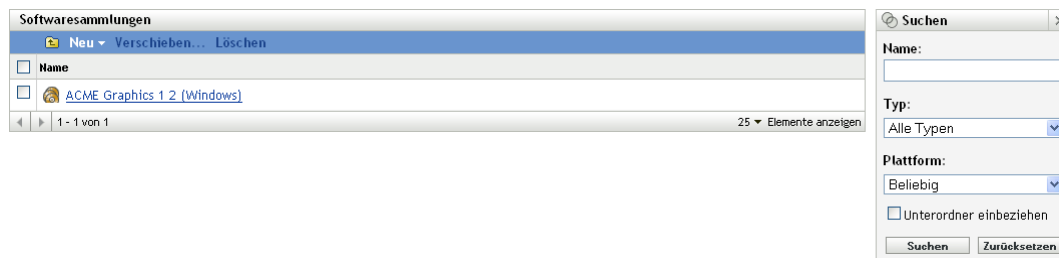 Softwaresammlungen
Neu Verschieben... Löschen
Name
ACME Graphics 1 2 (Windows)
1 - 1 von 1
25 Elemente anzeigen
Suchen
Name:
Typ:
Alle Typen
Plattform:
Beliebig
Unterordner einbeziehen
Suchen Zurücksetzen